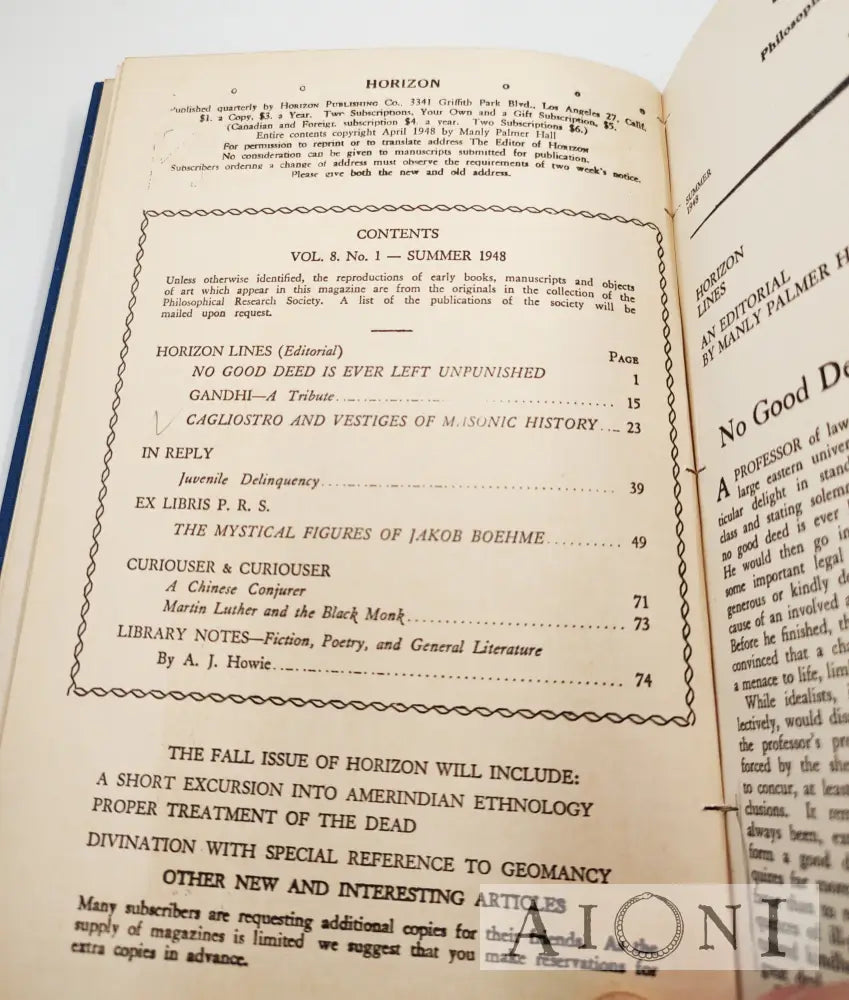 HORIZON
Published quarterly by HORIZON PUBLISHING Co., 3341 Griffith Park Blvd., Los Angeles 27, Calif.
$1. a Copy, $3. a Year. Two Subscriptions, Your Own and a Gift Subscription, $5.
(Canadian and Foreign subscription $4. a year. Two Subscriptions $6.)
Entire contents copyright April 1948 by Manly Palmer Hall
For permission to reprint or to translate address The Editor of HORIZON
No consideration can be given to manuscripts submitted for publication.
Subscribers ordering a change of address must observe the requirements of two week's notice.
Please give both the new and old address.
CONTENTS
VOL. 8. No. 1 — SUMMER 1948
Unless otherwise identified, the reproductions of early books, manuscripts and objects
of art which appear in this magazine are from the originals in the collection of the
Philosophical Research Society. A list of the publications of the society will be
mailed upon request.
HORIZON LINES (Editorial) PAGE
NO GOOD DEED IS EVER LEFT UNPUNISHED 1
GANDHI—A Tribute 15
CAGLIOSTRO AND VESTIGES OF MASONIC HISTORY 23
IN REPLY
Juvenile Delinquency 39
EX LIBRIS P. R. S.
THE MYSTICAL FIGURES OF JAKOB BOEHME 49
CURIOUSER & CURIOUSER
A Chinese Conjurer 71
Martin Luther and the Black Monk 73
LIBRARY NOTES—Fiction, Poetry, and General Literature
By A. J. Howie 74
THE FALL ISSUE OF HORIZON WILL INCLUDE:
A SHORT EXCURSION INTO AMERINDIAN ETHNOLOGY
PROPER TREATMENT OF THE DEAD
DIVINATION WITH SPECIAL REFERENCE TO GEOMANCY
OTHER NEW AND INTERESTING ARTICLES
Many subscribers are requesting additional copies for their friends. As the
supply of magazines is limited we suggest that you make reservations for
extra copies in advance.
SUMMER
1948
HORIZON
LINES
AN EDITORIAL
BY MANLY PALMER H
No Good De
A PROFESSOR of law
large eastern univer
ticular delight in stand
class and stating solemn
no good deed is ever
He would then go in
some important legal
generous or kindly de
cause of an involved a
Before he finished, th
convinced that a cha
a menace to life, lim
While idealists,
lectively, would dis
the professor's pr
forced by the she
to concur, at least
clusions. It
always been, ex
form a good d
quires far more
AIONI